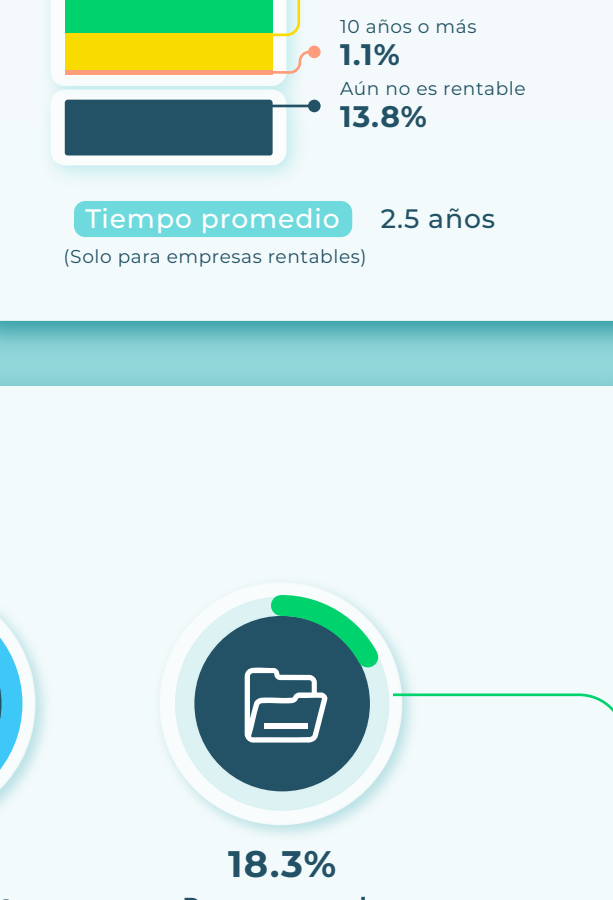 10 años o más
1.1%
Aún no es rentable
13.8%
Tiempo promedio 2.5 años
(Solo para empresas rentables)
18.3%